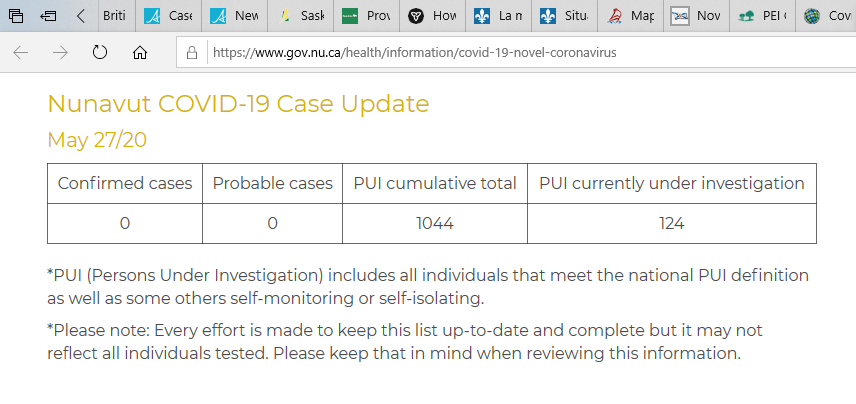 Briti Case New Sask Prov How La n Situ Map Nov PEI Covi
https://www.gov.nu.ca/health/information/covid-19-novel-coronavirus
Nunavut COVID-19 Case Update
May 27/20
Confirmed cases Probable cases PUI cumulative total PUI currently under investigation
0 0 1044 124
*PUI (Persons Under Investigation) includes all individuals that meet the national PUI definition
as well as some others self-monitoring or self-isolating.
*Please note: Every effort is made to keep this list up-to-date and complete but it may not
reflect all individuals tested. Please keep that in mind when reviewing this information.